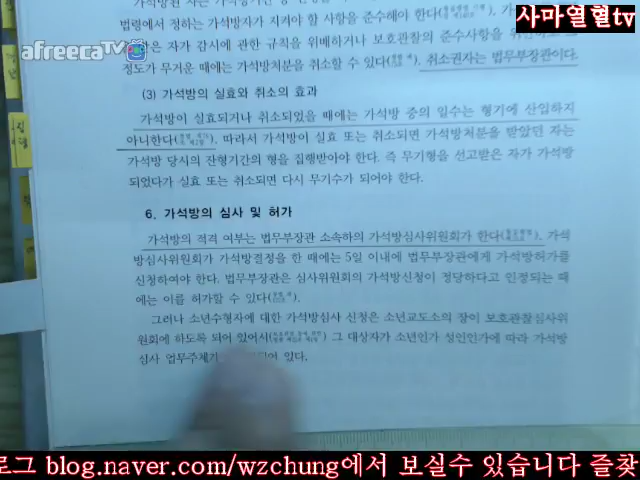 사마열협tv
afreecaTV
법령에서 정하는 가석방자가 지켜야 할 사항을 준수해야 한다
은 자가 감시에 관한 규칙을 위배하거나 보호관찰의 준수사항을 위반하고 그
정도가 무거운 때에는 가석방처분을 취소할 수 있다. 취소권자는 법무부장관이다.
(3) 가석방의 실효와 취소의 효과
가석방이 실효되거나 취소되었을 때에는 가석방 중의 일수는 형기에 산입하지
아니한다. 따라서 가석방이 실효 또는 취소되면 가석방처분을 받았던 자는
가석방 당시의 잔형기간의 형을 집행받아야 한다. 즉 무기형을 선고받은 자가 가석방
되었다가 실효 또는 취소되면 다시 무기수가 되어야 한다.
6. 가석방의 심사 및 허가
가석방의 적격 여부는 법무부장관 소속하의 가석방심사위원회가 한다. 가석
방심사위원회가 가석방결정을 한 때에는 5일 이내에 법무부장관에게 가석방허가를
신청하여야 한다. 법무부장관은 심사위원회의 가석방신청이 정당하다고 인정되는 때
에는 이를 허가할 수 있다
그러나 소년수형자에 대한 가석방심사 신청은 소년교도소의 장이 보호관찰심사위
원회에 하도록 되어 있어서 그 대상자가 소년인가 성인인가에 따라 가석방
심사 업무주체가 되어 있다.
로그 blog.naver.com/wzchung에서 보실수 있습니다 즐찾